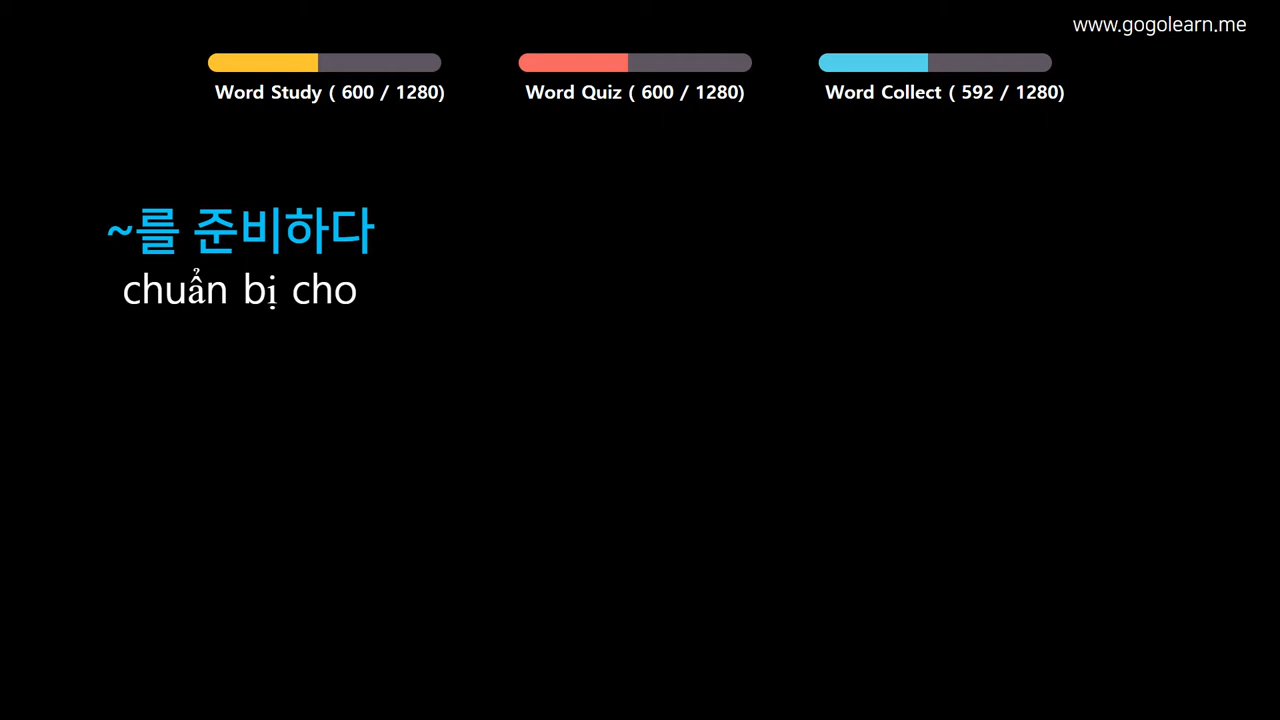 www.gogolearn.me
Word Study ( 600 / 1280)
Word Quiz ( 600 / 1280)
Word Collect ( 592 / 1280)
~를 준비하다
chuẩn bị cho